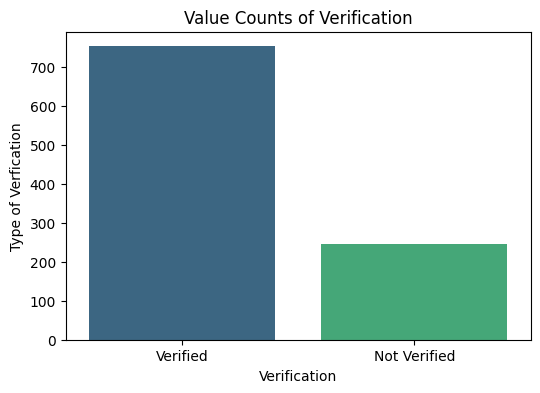 Value Counts of Verification
Type of Verfication
700
600
500
400
300
200
100
0
Verified
Not Verified
Verification